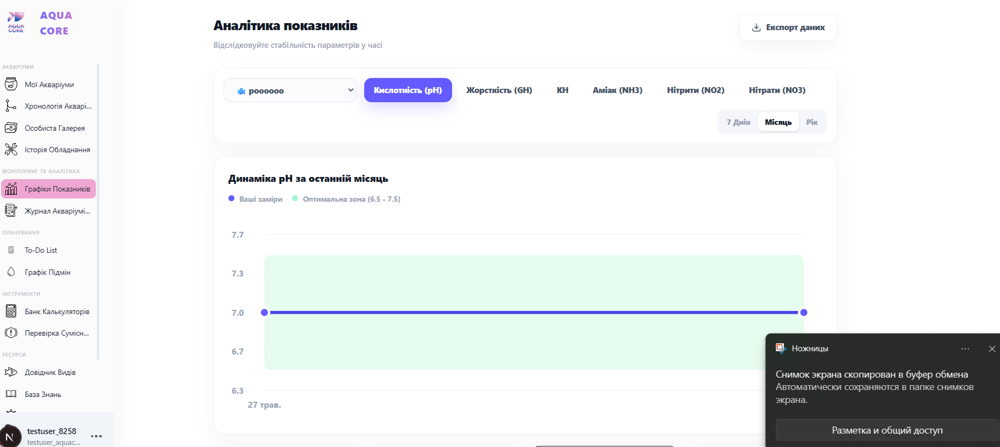 AQUA
CORE
AQUA
CORE
АКВАРІУМИ
Мої Акваріуми
Хронологія Акварі...
Особиста Галерея
Історія Обладнання
МОНІТОРИНГ ТА АНАЛІТИКА
Графіки Показників
Журнал Акваріумі...
ПЛАНУВАННЯ
To-Do List
Графік Підмін
ІНСТРУМЕНТИ
Банк Калькуляторів
Перевірка Сумісн...
РЕСУРСИ
Довідник Видів
База Знань
N
testuser_8258
testuser_aquac...
Аналітика показників
Відслідковуйте стабільність параметрів у часі
Експорт даних
poooooo
Кислотність (pH)
Жорсткість (GH)
KH
Аміак (NH3)
Нітрити (NO2)
Нітрати (NO3)
7 Днів
Місяць
Рік
Динаміка pH за останній місяць
Ваші заміри
Оптимальна зона (6.5 - 7.5)
7.7
7.3
7.0
6.7
6.3
27 трав.
Ножницы
Снимок экрана скопирован в буфер обмена
Автоматически сохраняются в папке снимков
экрана.
Разметка и общий доступ